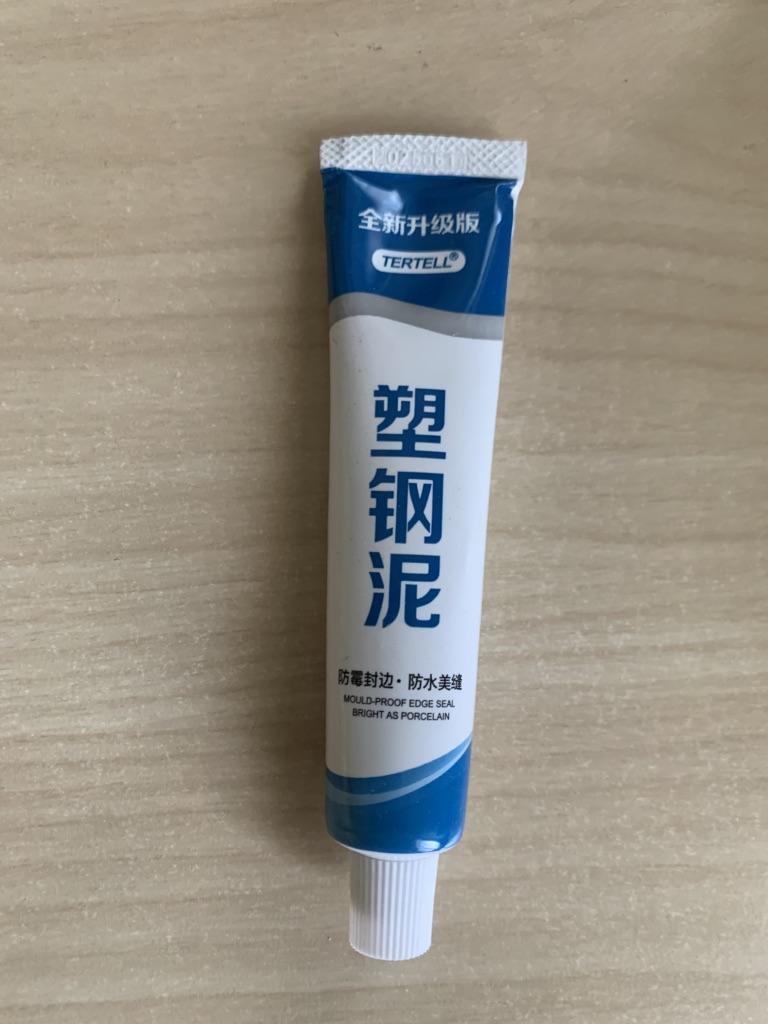 全新升级版
TERTELL®
塑钢泥
防霉封边·防水美缝
MOULD-PROOF EDGE SEAL
BRIGHT AS PORCELAIN